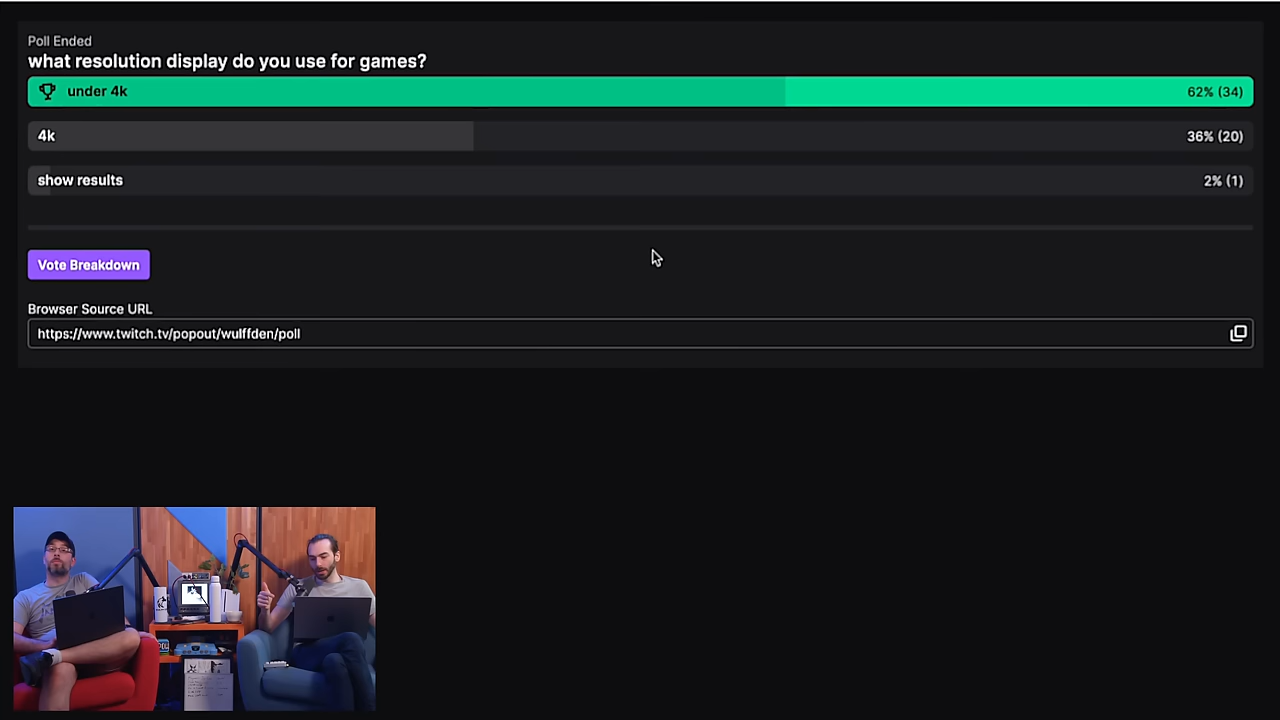 Poll Ended
what resolution display do you use for games?
under 4k 62% (34)
4k 36% (20)
show results 2% (1)
Vote Breakdown
Browser Source URL
https://www.twitch.tv/popout/wulffden/poll